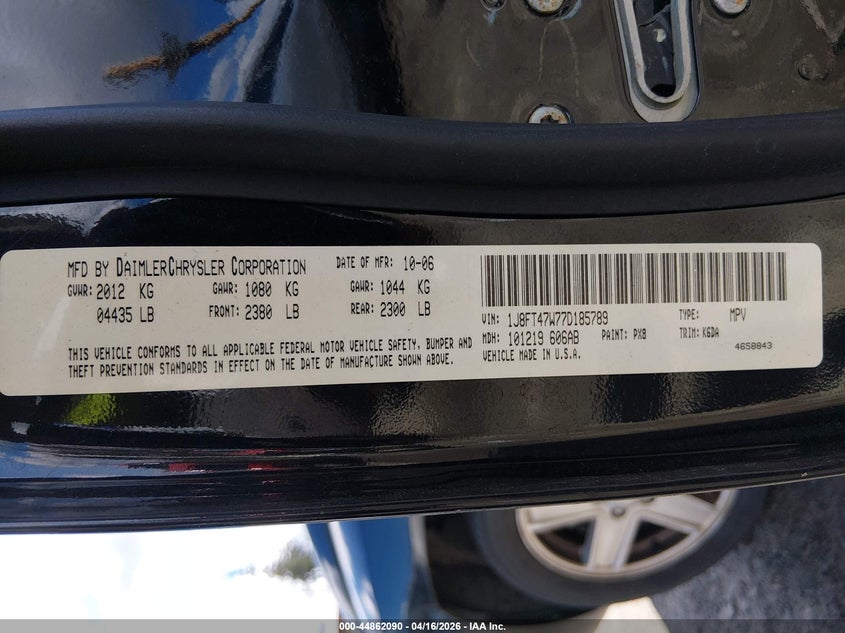 MFD BY DAIMLERCHRYSLER CORPORATION DATE OF MFR: 10-06
GVWR: 2012 KG GAWR: 1080 KG GAWR: 1044 KG
04435 LB FRONT: 2380 LB REAR: 2300 LB
THIS VEHICLE CONFORMS TO ALL APPLICABLE FEDERAL MOTOR VEHICLE SAFETY, BUMPER AND
THEFT PREVENTION STANDARDS IN EFFECT ON THE DATE OF MANUFACTURE SHOWN ABOVE.
VIN: 1J8FT47W77D185789 TYPE: MPV
MDH: 101219 606AB PAINT: PX8 TRIM: K6DA
VEHICLE MADE IN U.S.A. 4658843
000-44862090 - 04/16/2026 - IAA Inc.